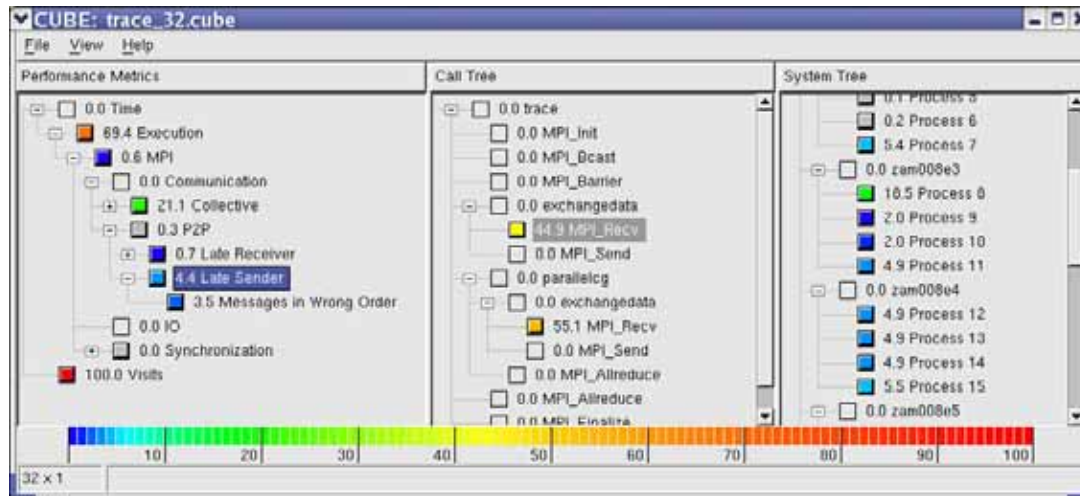 CUBE: trace_32.cube
File View Help
Performance Metrics
0.0 Time
69.4 Execution
0.6 MPI
0.0 Communication
21.1 Collective
0.3 P2P
0.7 Late Receiver
4.4 Late Sender
3.5 Messages in Wrong Order
0.0 IO
0.0 Synchronization
100.0 Visits
Call Tree
0.0 trace
0.0 MPI_Init
0.0 MPI_Bcast
0.0 MPI_Barrier
0.0 exchangedata
44.9 MPI_Recv
0.0 MPI_Send
0.0 parallelcg
0.0 exchangedata
55.1 MPI_Recv
0.0 MPI_Send
0.0 MPI_Allreduce
0.0 MPI_Allreduce
0.0 MPI_Finalize
System Tree
0.1 Process
0.2 Process 6
5.4 Process 7
0.0 zam008e3
Process 8
2.0 Process 9
2.0 Process 10
4.9 Process 11
0.0 zam008e4
4.9 Process 12
4.9 Process 13
4.9 Process 14
5.5 Process 15
0.0 zam008e5
10 20 30 40 50 60 70 80 90 100
32 x 1